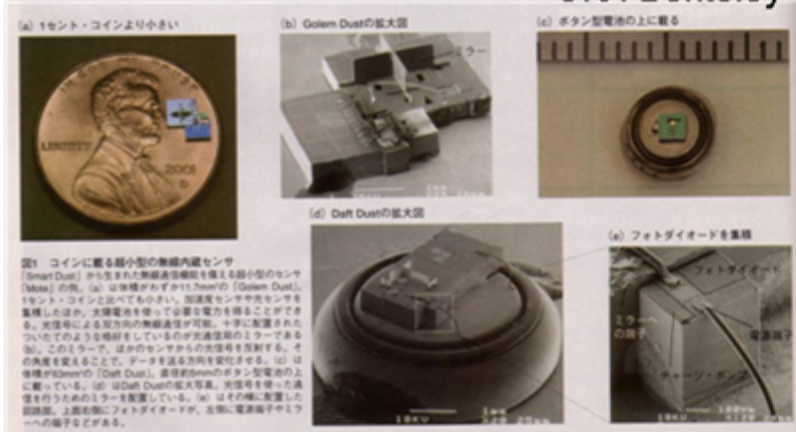 (a) 1セント・コインより小さい
(b) Golem Dustの拡大図
(c) ボタン型電池の上に載る
ミラー
LIBERTY
2001
D
(d) Daft Dustの拡大図
(e) フォトダイオードを集積
フォトダイオード
ミラーへ
の端子
電源端子
チャージ・ポンプ
図1 コインに載る超小型の無線内蔵センサ
「Smart Dust」から生まれた無線通信機能を備える超小型のセンサ
「Mote」の例。(a)は体積がわずか11.7mm³の「Golem Dust」。
1セント・コインと比べても小さい。加速度センサや光センサを
集積したほか、太陽電池を使って必要な電力を得ることができ
る。光信号による双方向の無線通信が可能。十字に配置された
ついたてのような格好をしているのが光通信用のミラーである
(b)。このミラーで、ほかのセンサからの光信号を反射する。そ
の角度を変えることで、データを送る方向を変化させる。(c)は
体積が63mm³の「Daft Dust」。直径約5mmのボタン型電池の上
に載っている。(d)はDaft Dustの拡大写真。光信号を使った通
信を行うためのミラーを配置している。(e)はその横に配置した
回路部。上面右側にフォトダイオードが、左側に電源端子やミラ
ーへの端子などがある。